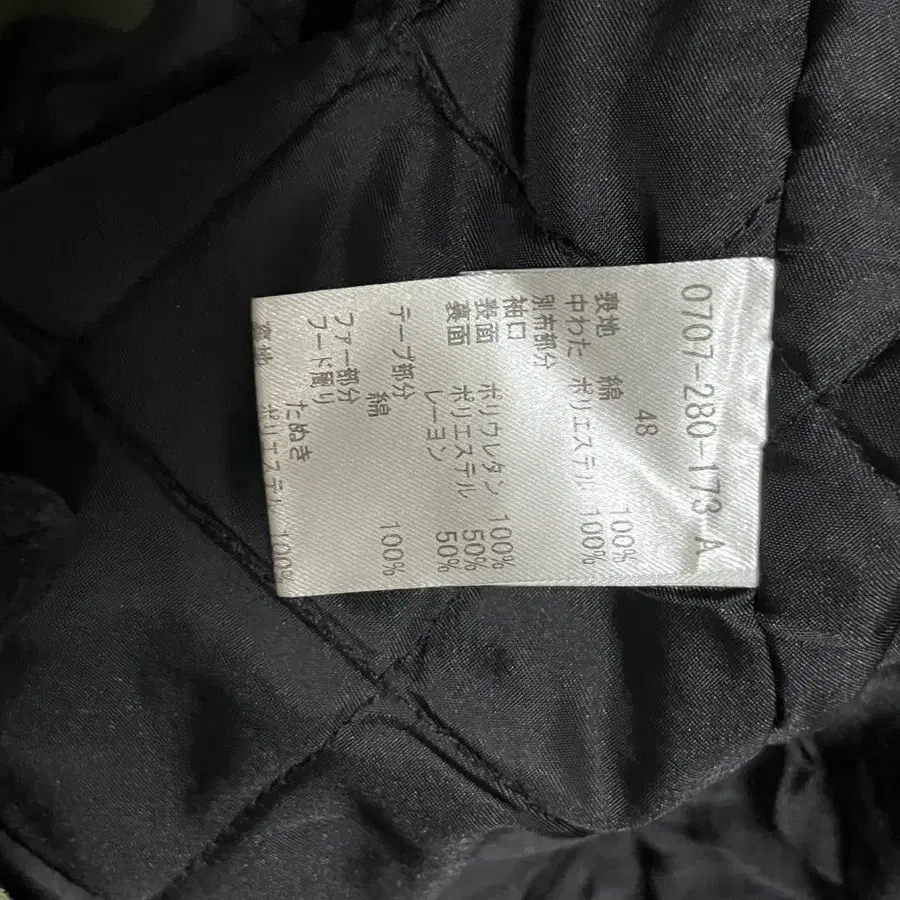 0707-280-173-A
48
表地 綿 100%
中わた ポリエステル 100%
別布部分
袖口
表面 ポリウレタン 100%
裏面 ポリエステル 50%
レーヨン 50%
テープ部分
綿 100%
ファー部分
フード周り
たぬき
ポリエステル 100%